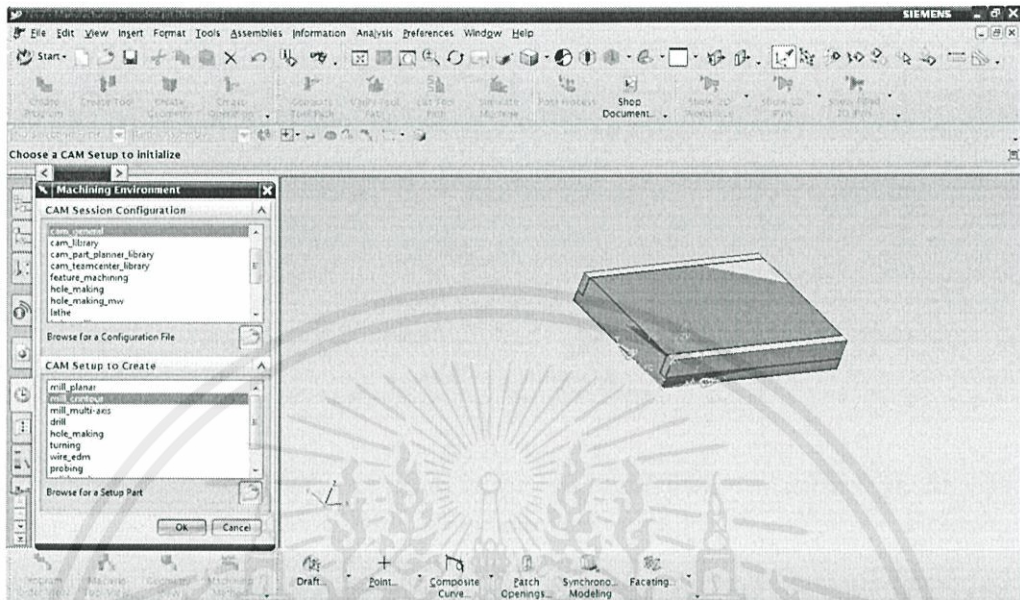 SIEMENS
File Edit View Insert Format Tools Assemblies Information Analysis Preferences Window Help
Start
Shop Document...
Choose a CAM Setup to initialize
Machining Environment
CAM Session Configuration
cam_general
cam_library
cam_part_planner_library
cam_teamcenter_library
feature_machining
hole_making
hole_making_mw
lathe
Browse for a Configuration File
CAM Setup to Create
mill_planar
mill_contour
mill_multi-axis
drill
hole_making
turning
wire_edm
probing
Browse for a Setup Part
OK Cancel
Draft... Point... Composite Curve... Patch Openings... Synchrono... Modeling Faceting...